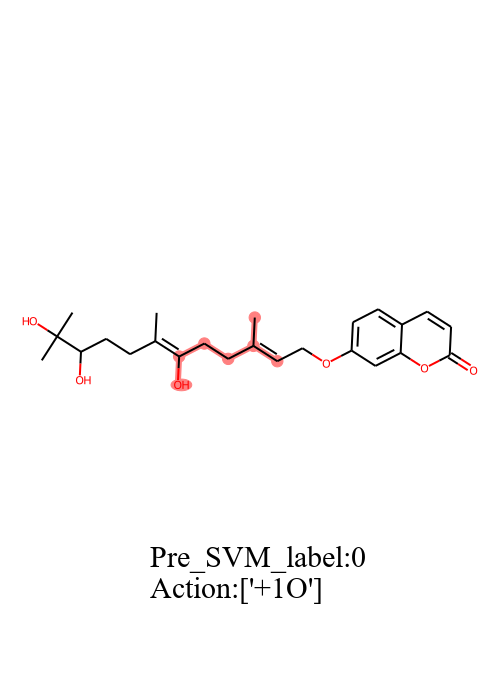 HO
OH
OH
O
O
O
Pre_SVM_label:0
Action:['+1O']